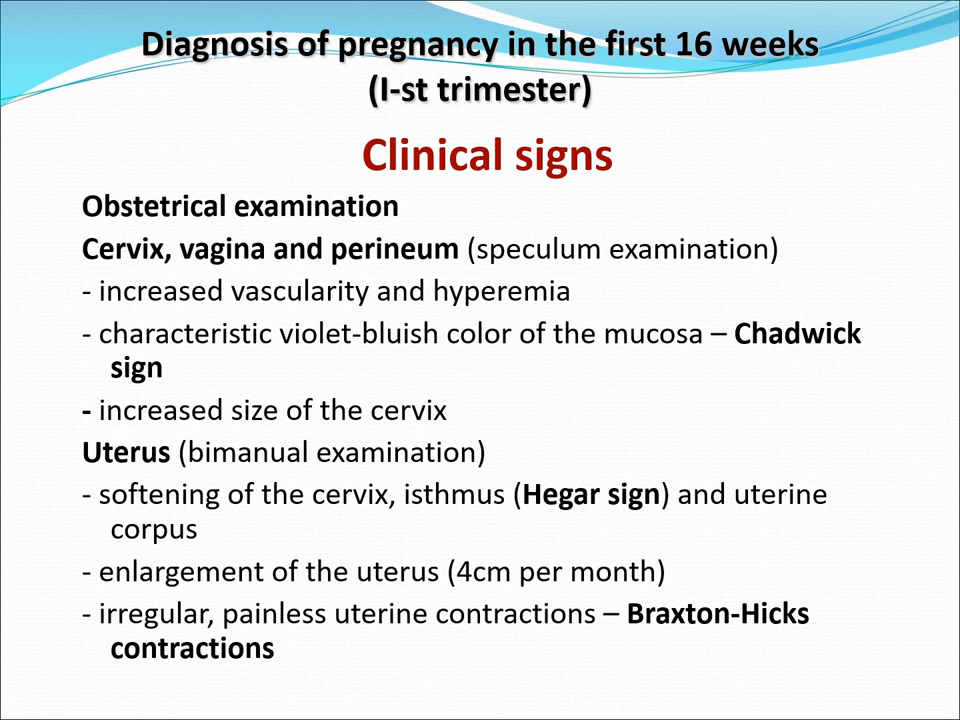 Diagnosis of pregnancy in the first 16 weeks
(I-st trimester)
Clinical signs
Obstetrical examination
Cervix, vagina and perineum (speculum examination)
- increased vascularity and hyperemia
- characteristic violet-bluish color of the mucosa – Chadwick
sign
- increased size of the cervix
Uterus (bimanual examination)
- softening of the cervix, isthmus (Hegar sign) and uterine
corpus
- enlargement of the uterus (4cm per month)
- irregular, painless uterine contractions – Braxton-Hicks
contractions